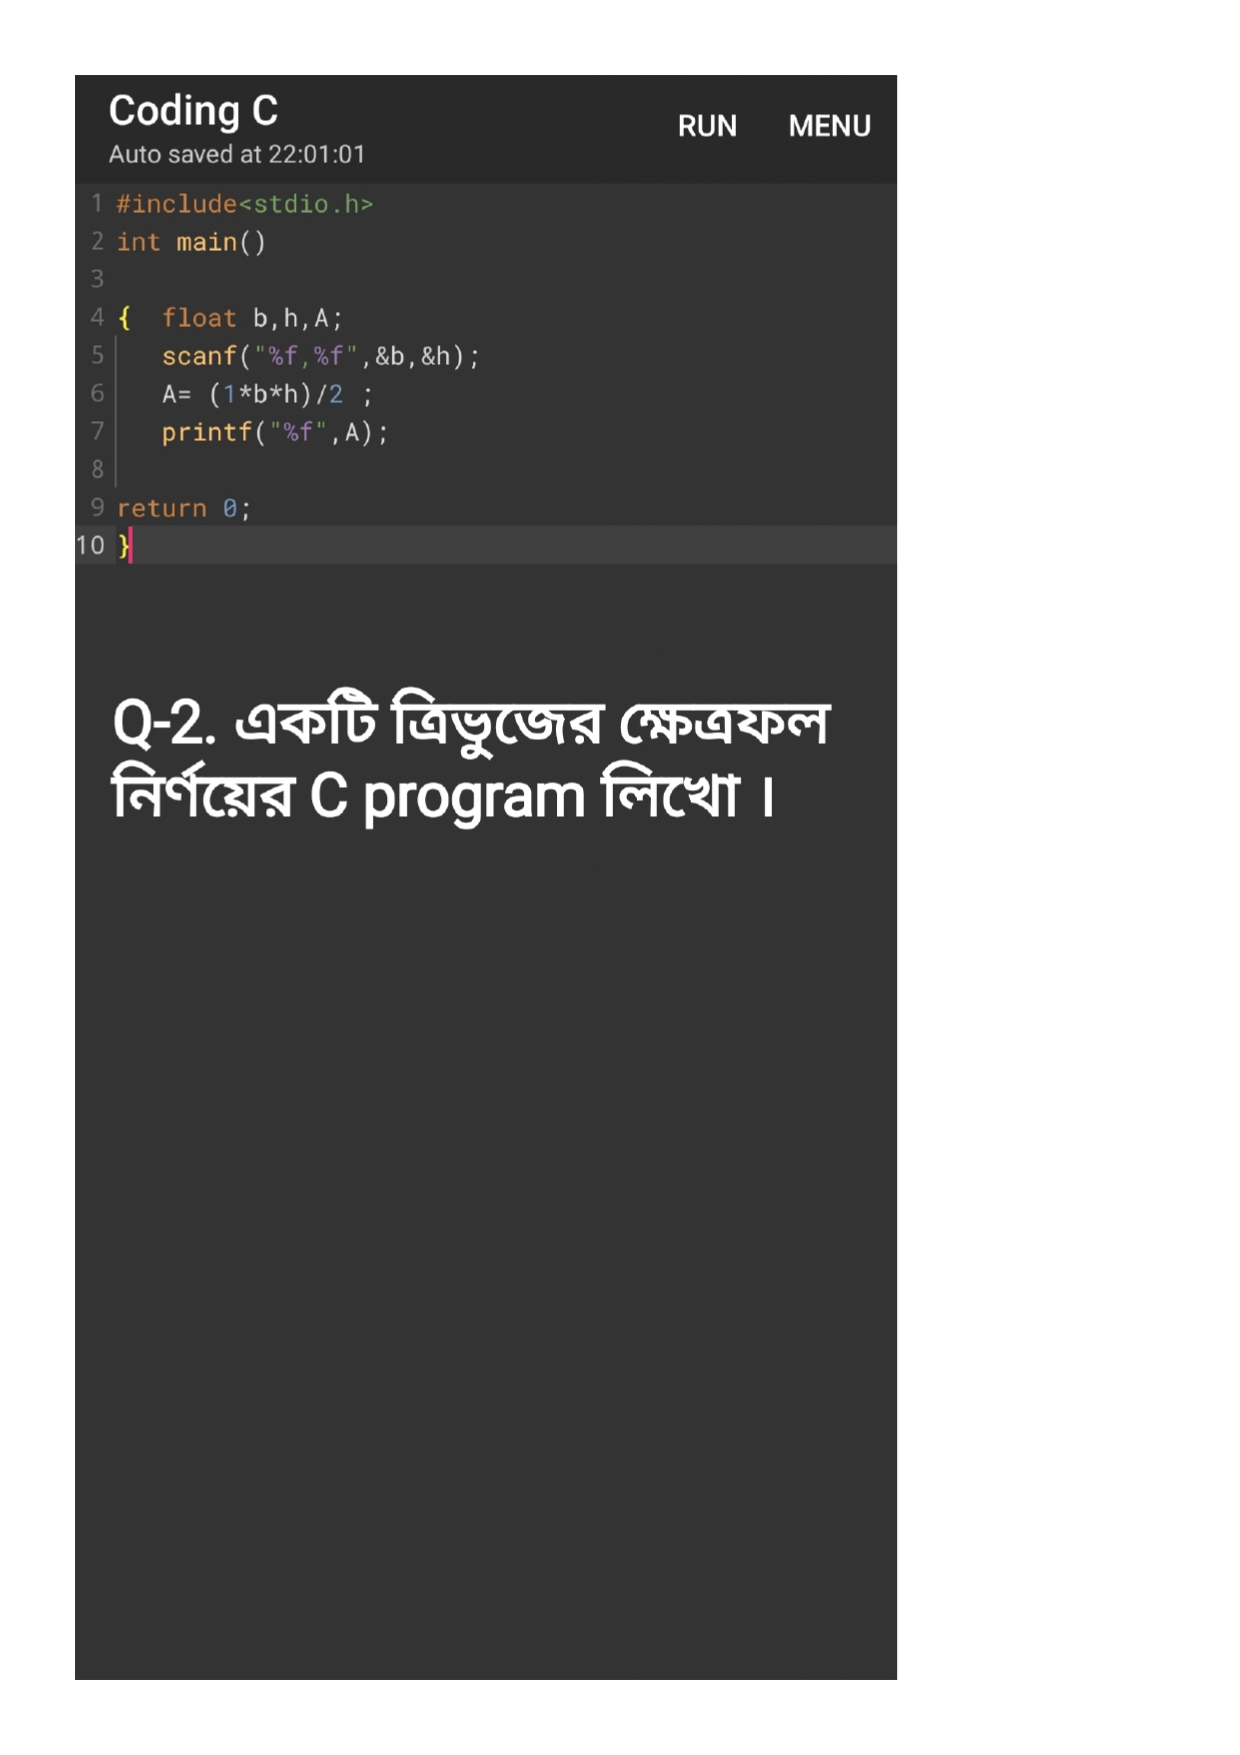 Coding C
RUN MENU
Auto saved at 22:01:01
1 #include<stdio.h>
2 int main()
3
4 {  float b,h,A;
5    scanf("%f,%f",&b,&h);
6    A= (1*b*h)/2 ;
7    printf("%f",A);
8
9 return 0;
10 }
Q-2. একটি ত্রিভুজের ক্ষেত্রফল
নির্ণয়ের C program লিখো ।